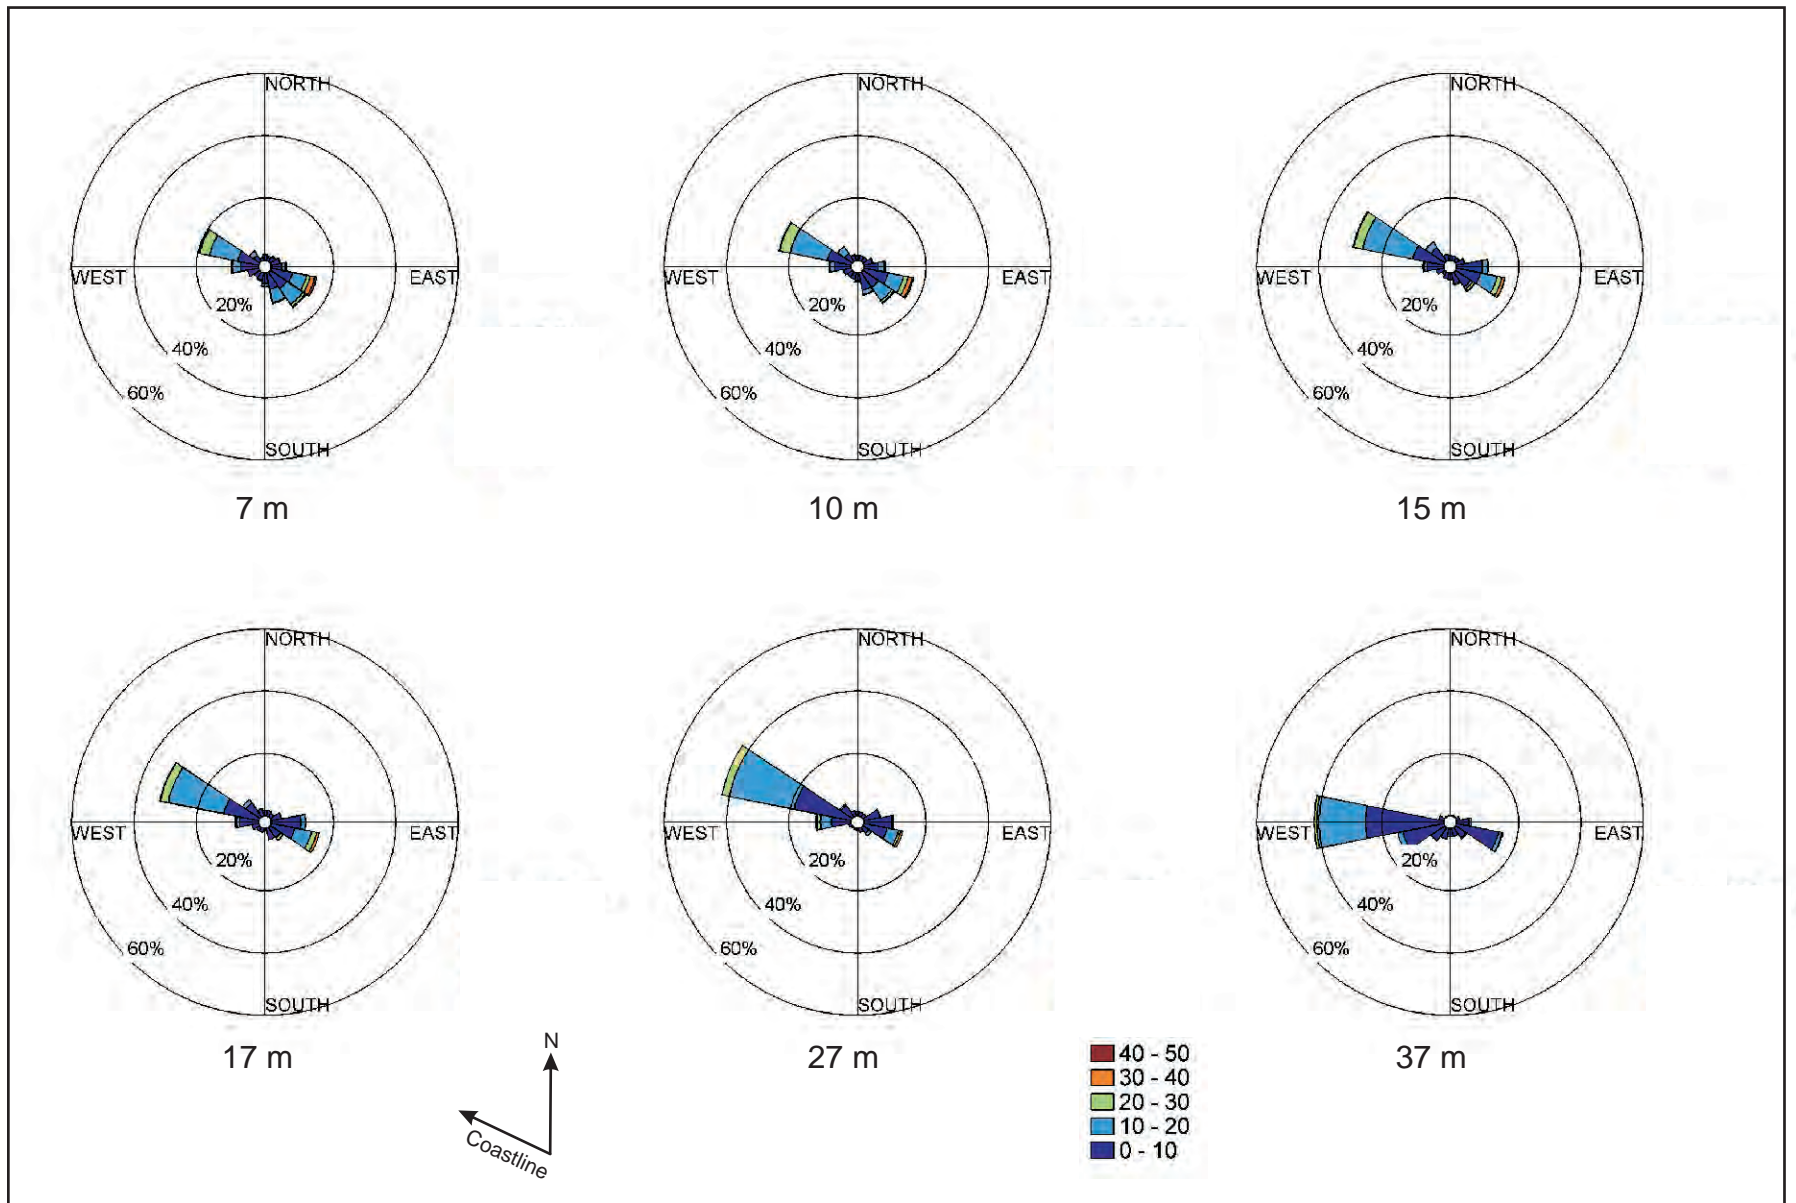 NORTH
WEST
EAST
20%
40%
60%
SOUTH
7 m
NORTH
WEST
EAST
20%
40%
60%
SOUTH
10 m
NORTH
WEST
EAST
20%
40%
60%
SOUTH
15 m
NORTH
WEST
EAST
20%
40%
60%
SOUTH
17 m
NORTH
WEST
EAST
20%
40%
60%
SOUTH
27 m
NORTH
WEST
EAST
20%
40%
60%
SOUTH
37 m
N
Coastline
40 - 50
30 - 40
20 - 30
10 - 20
0 - 10